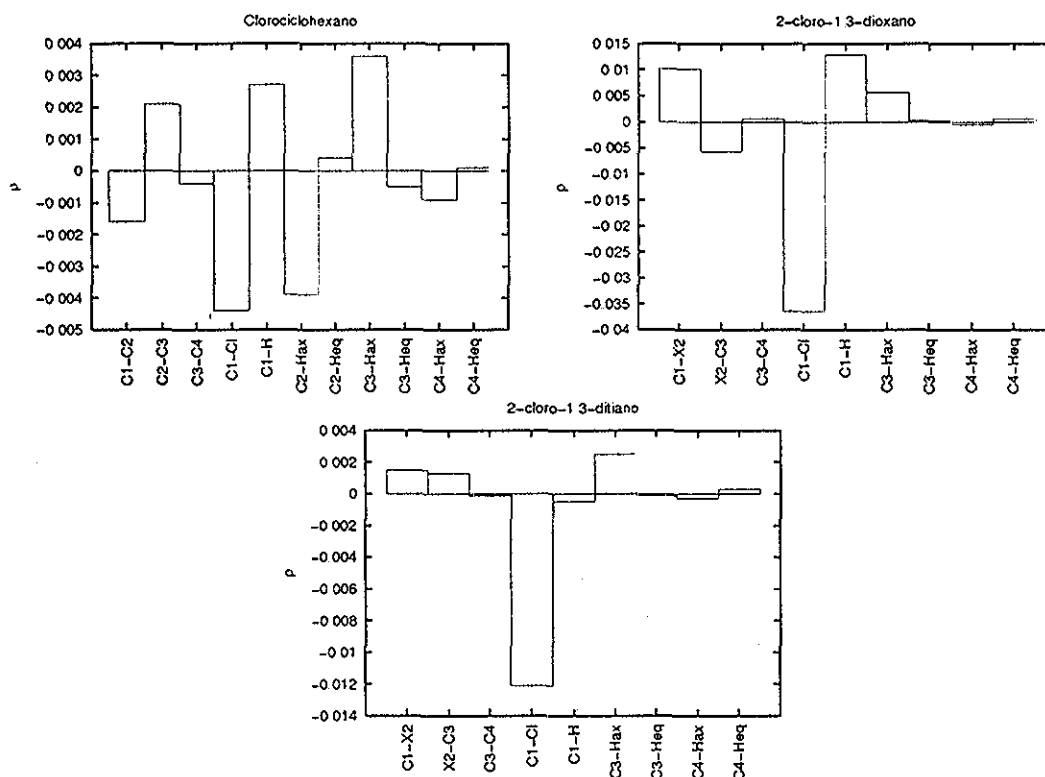 Clorociclohexano
0 004
0 003
0 002
0 001
0
-0 001
-0 002
-0 003
-0 004
-0 005
ρ
C1-C2
C2-C3
C3-C4
C1-Cl
C1-H
C2-Hax
C2-Heq
C3-Hax
C3-Heq
C4-Hax
C4-Heq
2-cloro-1 3-dioxano
0 015
0 01
0 005
0
-0 005
-0 01
-0 015
-0 02
-0 025
-0 03
-0 035
-0 04
ρ
C1-X2
X2-C3
C3-C4
C1-Cl
C1-H
C3-Hax
C3-Heq
C4-Hax
C4-Heq
2-cloro-1 3-ditiano
0 004
0 002
0
-0 002
-0 004
-0 006
-0 008
-0 01
-0 012
-0 014
ρ
C1-X2
X2-C3
C3-C4
C1-Cl
C1-H
C3-Hax
C3-Heq
C4-Hax
C4-Heq